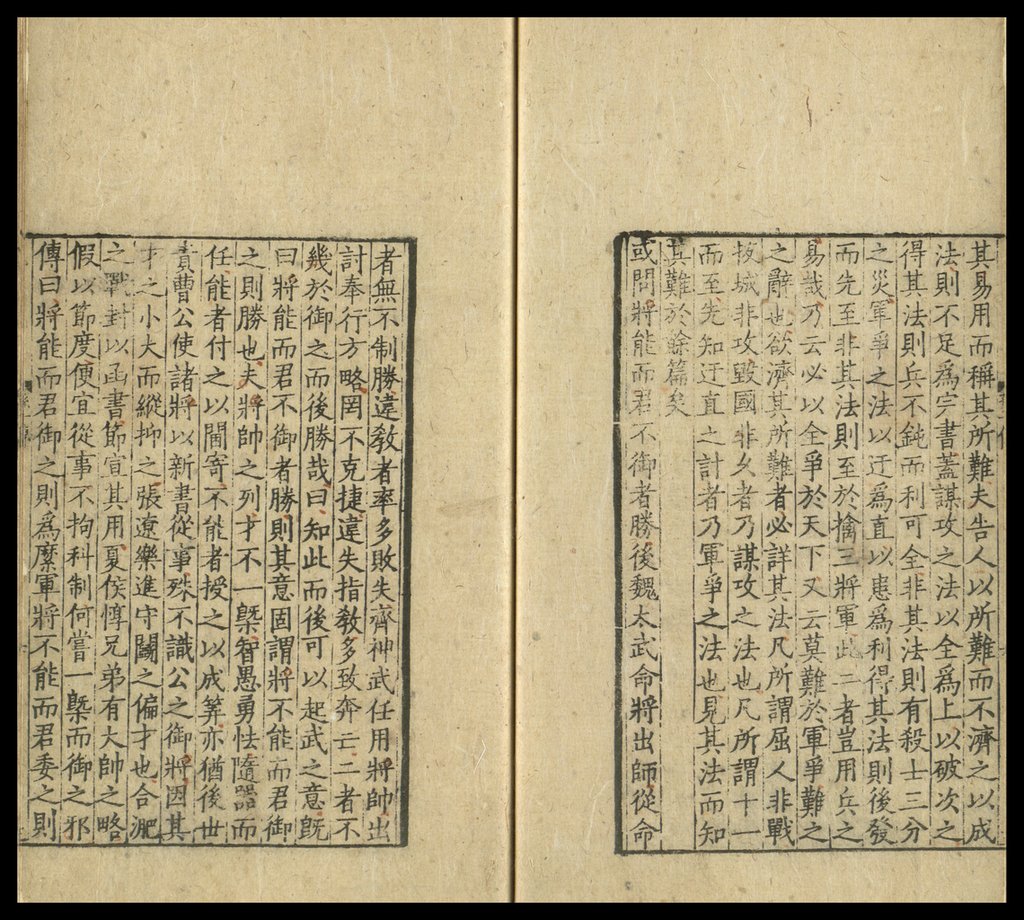 其易用而稱其所難夫告人以所難而不濟之以成
法則不足為完書蓋謀攻之法以全為上以破次之
得其法則兵不鈍而利可全非其法則有殺士三分
之災軍爭之法以迂為直以患為利得其法則後發
而先至非其法則至於擒三將軍此二者豈用兵之
易哉乃云必以全爭於天下又云莫難於軍爭難之
之辭也欲濟其所難者必詳其法凡所謂屈人非戰
拔城非攻毀國非久者乃謀攻之法也凡所謂十一
而至先知迂直之計者乃軍爭之法也見其法而知
其難於餘篇矣
或問將能而君不御者勝後魏太武命將出師從命
者無不制勝違教者率多敗失齊神武任用將帥出
討奉行方略罔不克捷違失指教多致奔亡二者不
幾於御之而後勝哉曰知此而後可以起武之意既
曰將能而君不御者勝則其意固謂將不能而君御
之則勝也夫將帥之列才不一槩智愚勇怯隨器而
任能者付之以閫寄不能者授之以成筭亦猶後世
責曹公使諸將以新書從事殊不識公之御將因其
才之小大而縱抑之張遼樂進守鬭之偏才也合淝
之戰封以函書節宣其用夏侯惇兄弟有大帥之略
假以節度便宜從事不拘科制何嘗一槩而御之邪
傳曰將能而君御之則為縻軍將不能而君委之則